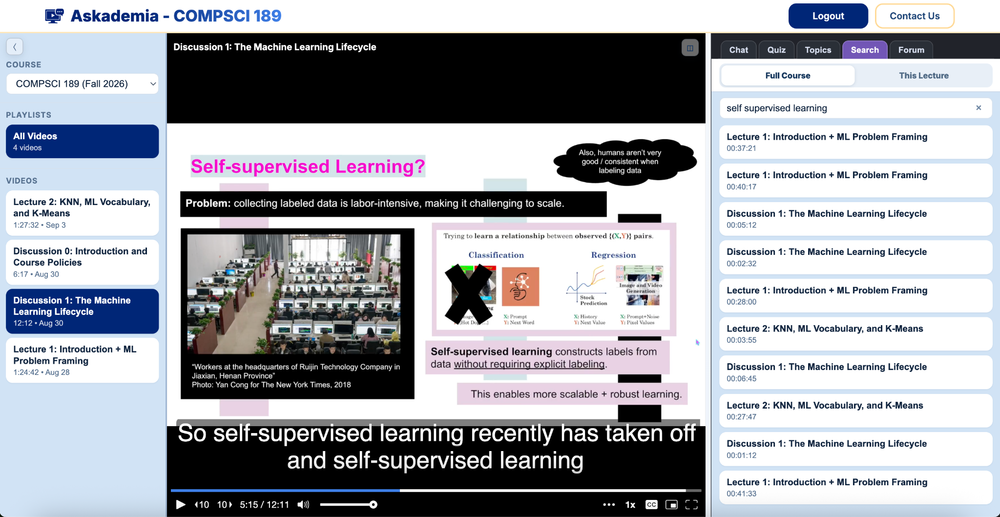 Askademia - COMPSCI 189
Logout
Contact Us
COURSE
COMPSCI 189 (Fall 2026)
PLAYLISTS
All Videos
4 videos
VIDEOS
Lecture 2: KNN, ML Vocabulary,
and K-Means
1:27:32 • Sep 3
Discussion 0: Introduction and
Course Policies
6:17 • Aug 30
Discussion 1: The Machine
Learning Lifecycle
12:12 • Aug 30
Lecture 1: Introduction + ML
Problem Framing
1:24:42 • Aug 28
Discussion 1: The Machine Learning Lifecycle
Self-supervised Learning?
Also, humans aren't very
good / consistent when
labeling data
Problem: collecting labeled data is labor-intensive, making it challenging to scale.
"Workers at the headquarters of Ruijin Technology Company in
Jiaxian, Henan Province"
Photo: Yan Cong for The New York Times, 2018
Trying to learn a relationship between observed {(X,Y)} pairs.
Classification
Regression
X: Prompt
Y: Next Word
Stock
Prediction
X: History
Y: Next Value
Image and Video
Generation
X: Prompt+Noise
Y: Pixel Values
Self-supervised learning constructs labels from
data without requiring explicit labeling.
This enables more scalable + robust learning.
So self-supervised learning recently has taken off
and self-supervised learning
10 10 5:15 / 12:11
1x CC
Chat Quiz Topics Search Forum
Full Course This Lecture
self supervised learning
Lecture 1: Introduction + ML Problem Framing
00:37:21
Lecture 1: Introduction + ML Problem Framing
00:40:17
Discussion 1: The Machine Learning Lifecycle
00:05:12
Discussion 1: The Machine Learning Lifecycle
00:02:32
Lecture 1: Introduction + ML Problem Framing
00:28:00
Lecture 2: KNN, ML Vocabulary, and K-Means
00:03:55
Discussion 1: The Machine Learning Lifecycle
00:06:45
Lecture 2: KNN, ML Vocabulary, and K-Means
00:27:47
Discussion 1: The Machine Learning Lifecycle
00:01:12
Lecture 1: Introduction + ML Problem Framing
00:41:33